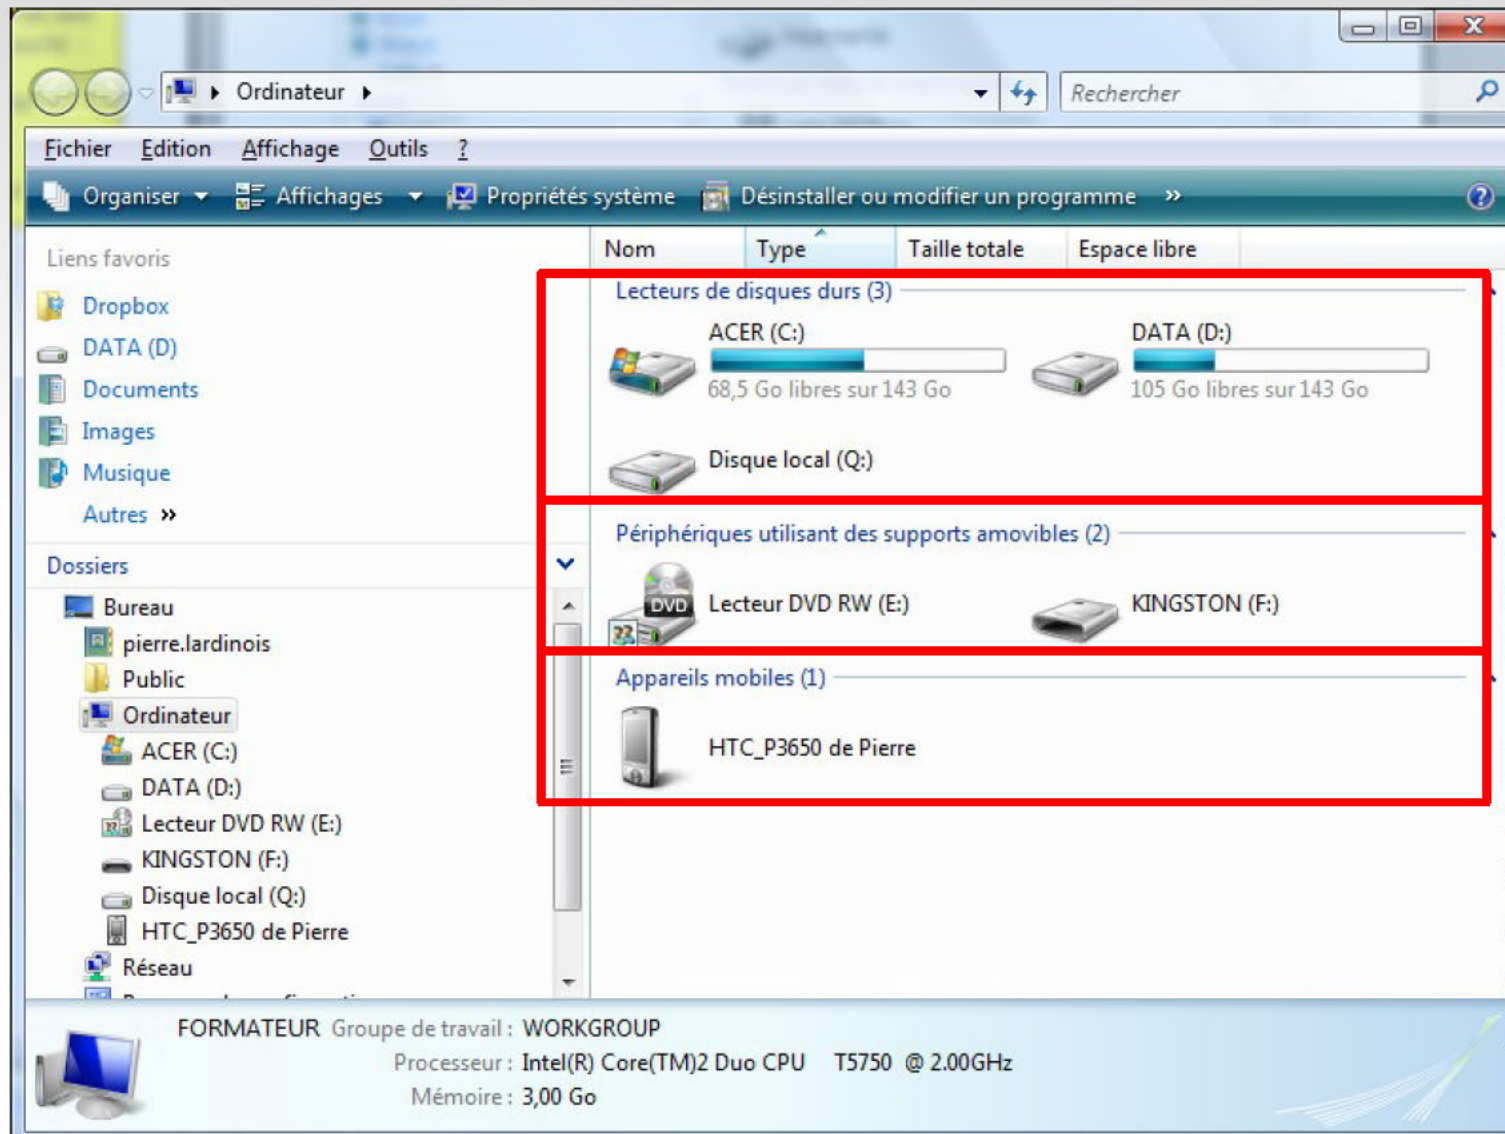 Ordinateur
Rechercher
Fichier Edition Affichage Outils ?
Organiser Affichages Propriétés système Désinstaller ou modifier un programme »
Liens favoris
Dropbox
DATA (D)
Documents
Images
Musique
Autres »
Dossiers
Bureau
pierre.lardinois
Public
Ordinateur
ACER (C:)
DATA (D:)
Lecteur DVD RW (E:)
KINGSTON (F:)
Disque local (Q:)
HTC_P3650 de Pierre
Réseau
Nom Type Taille totale Espace libre
Lecteurs de disques durs (3)
ACER (C:)
68,5 Go libres sur 143 Go
DATA (D:)
105 Go libres sur 143 Go
Disque local (Q:)
Périphériques utilisant des supports amovibles (2)
DVD
Lecteur DVD RW (E:)
KINGSTON (F:)
Appareils mobiles (1)
HTC_P3650 de Pierre
FORMATEUR Groupe de travail : WORKGROUP
Processeur : Intel(R) Core(TM)2 Duo CPU T5750 @ 2.00GHz
Mémoire : 3,00 Go